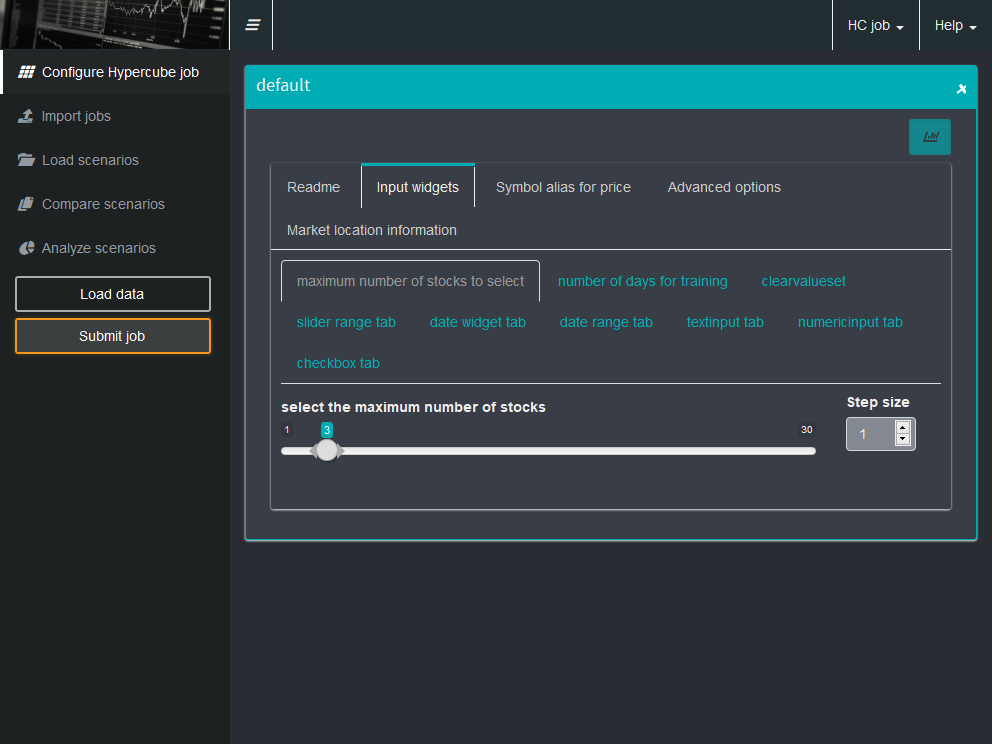 HC job
Help
Configure Hypercube job
Import jobs
Load scenarios
Compare scenarios
Analyze scenarios
Load data
Submit job
default
Readme
Input widgets
Symbol alias for price
Advanced options
Market location information
maximum number of stocks to select
number of days for training
clearvalueset
slider range tab
date widget tab
date range tab
textinput tab
numericinput tab
checkbox tab
select the maximum number of stocks
1
3
30
Step size
1